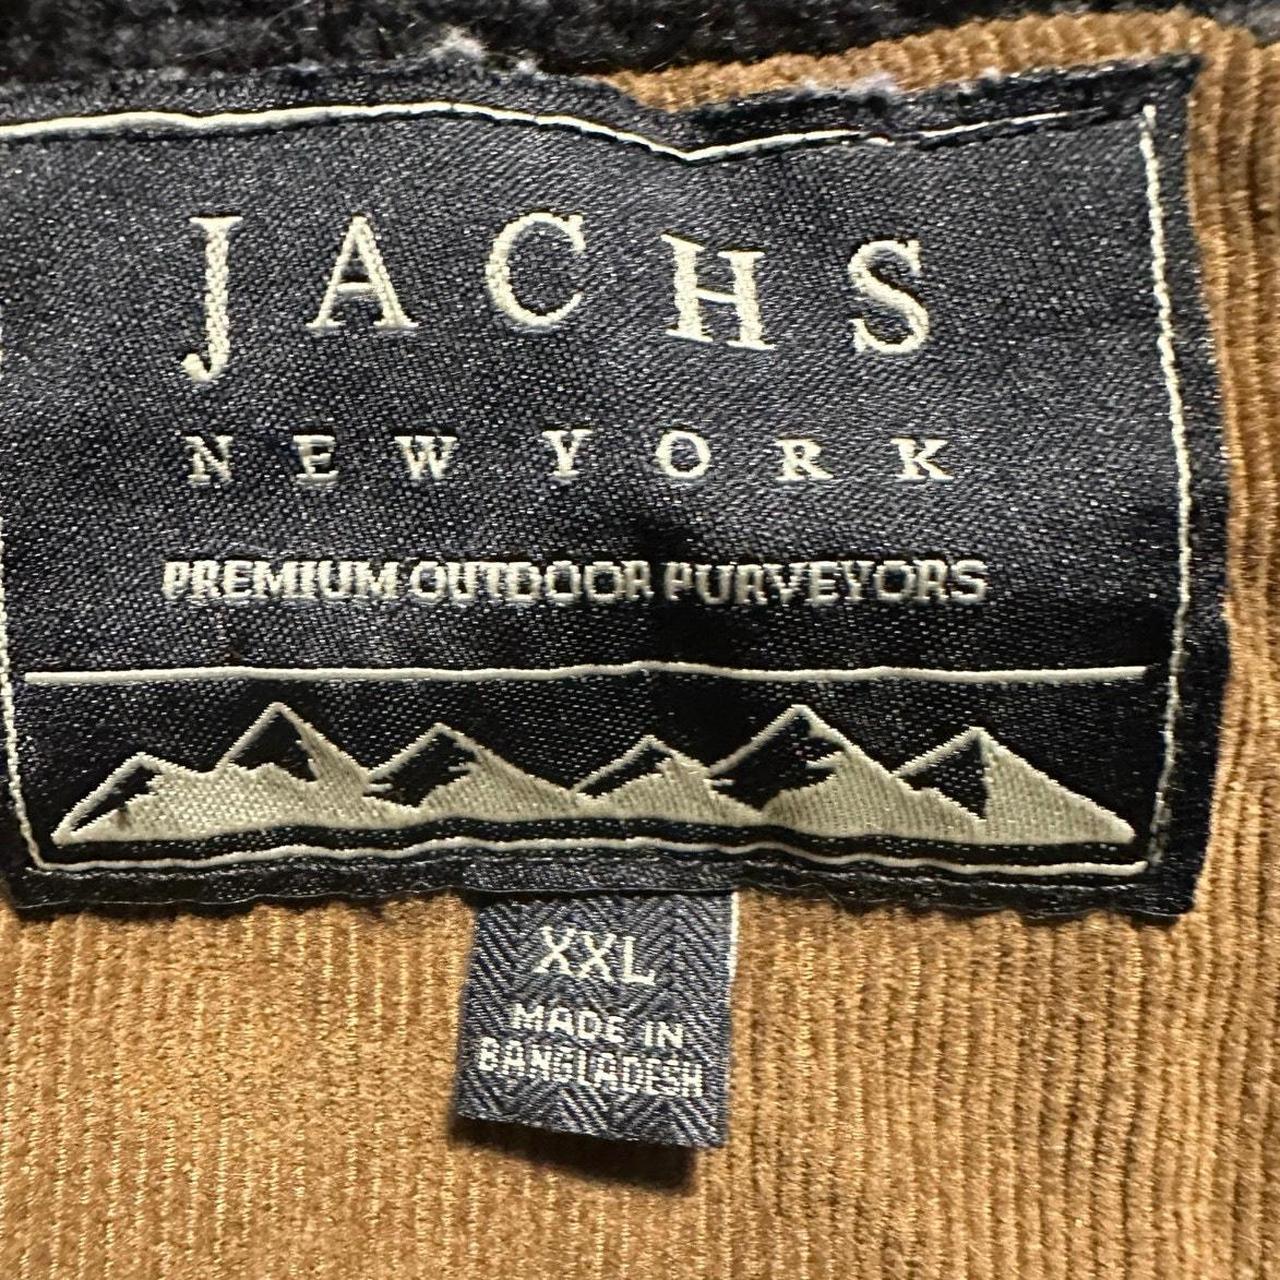 JACHS
NEW YORK
PREMIUM OUTDOOR PURVEYORS
XXL
MADE IN
BANGLADESH